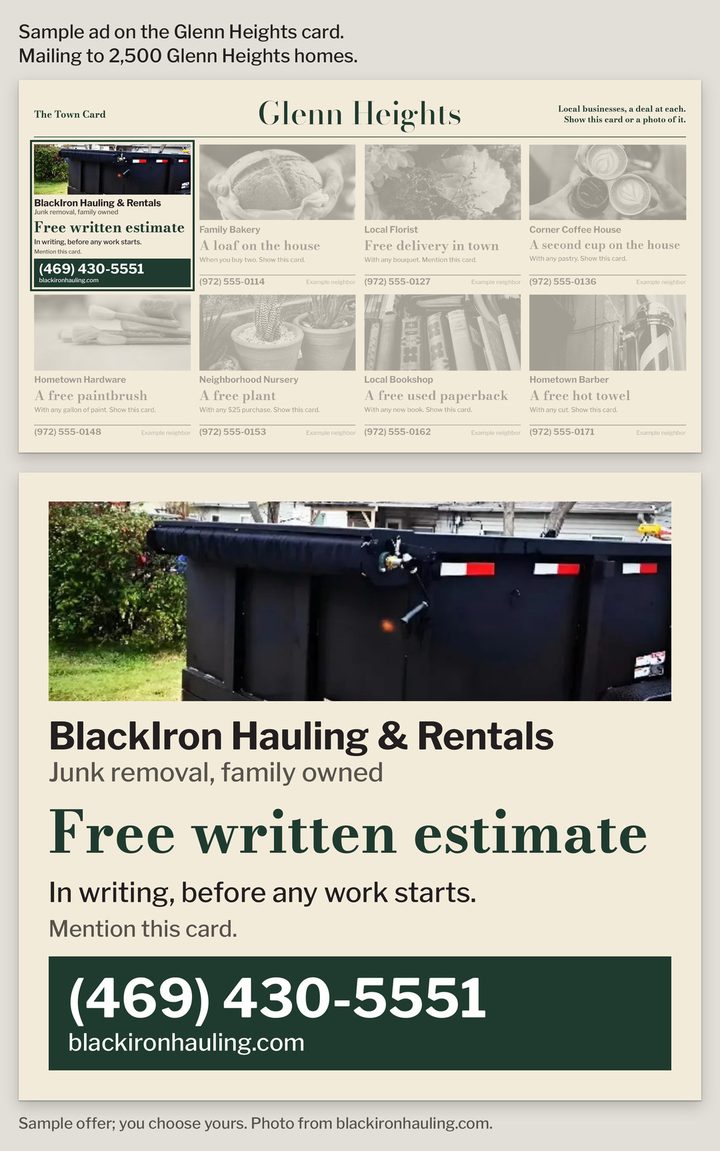 Sample ad on the Glenn Heights card.
Mailing to 2,500 Glenn Heights homes.
The Town Card
Glenn Heights
Local businesses, a deal at each.
Show this card or a photo of it.
BlackIron Hauling & Rentals
Junk removal, family owned
Free written estimate
In writing, before any work starts.
Mention this card.
(469) 430-5551
blackironhauling.com
Family Bakery
A loaf on the house
When you buy two. Show this card.
(972) 555-0114
Example neighbor
Local Florist
Free delivery in town
With any bouquet. Mention this card.
(972) 555-0127
Example neighbor
Corner Coffee House
A second cup on the house
With any pastry. Show this card.
(972) 555-0136
Example neighbor
Hometown Hardware
A free paintbrush
With any gallon of paint. Show this card.
(972) 555-0148
Example neighbor
Neighborhood Nursery
A free plant
With any $25 purchase. Show this card.
(972) 555-0153
Example neighbor
Local Bookshop
A free used paperback
With any new book. Show this card.
(972) 555-0162
Example neighbor
Hometown Barber
A free hot towel
With any cut. Show this card.
(972) 555-0171
Example neighbor
BlackIron Hauling & Rentals
Junk removal, family owned
Free written estimate
In writing, before any work starts.
Mention this card.
(469) 430-5551
blackironhauling.com
Sample offer; you choose yours. Photo from blackironhauling.com.